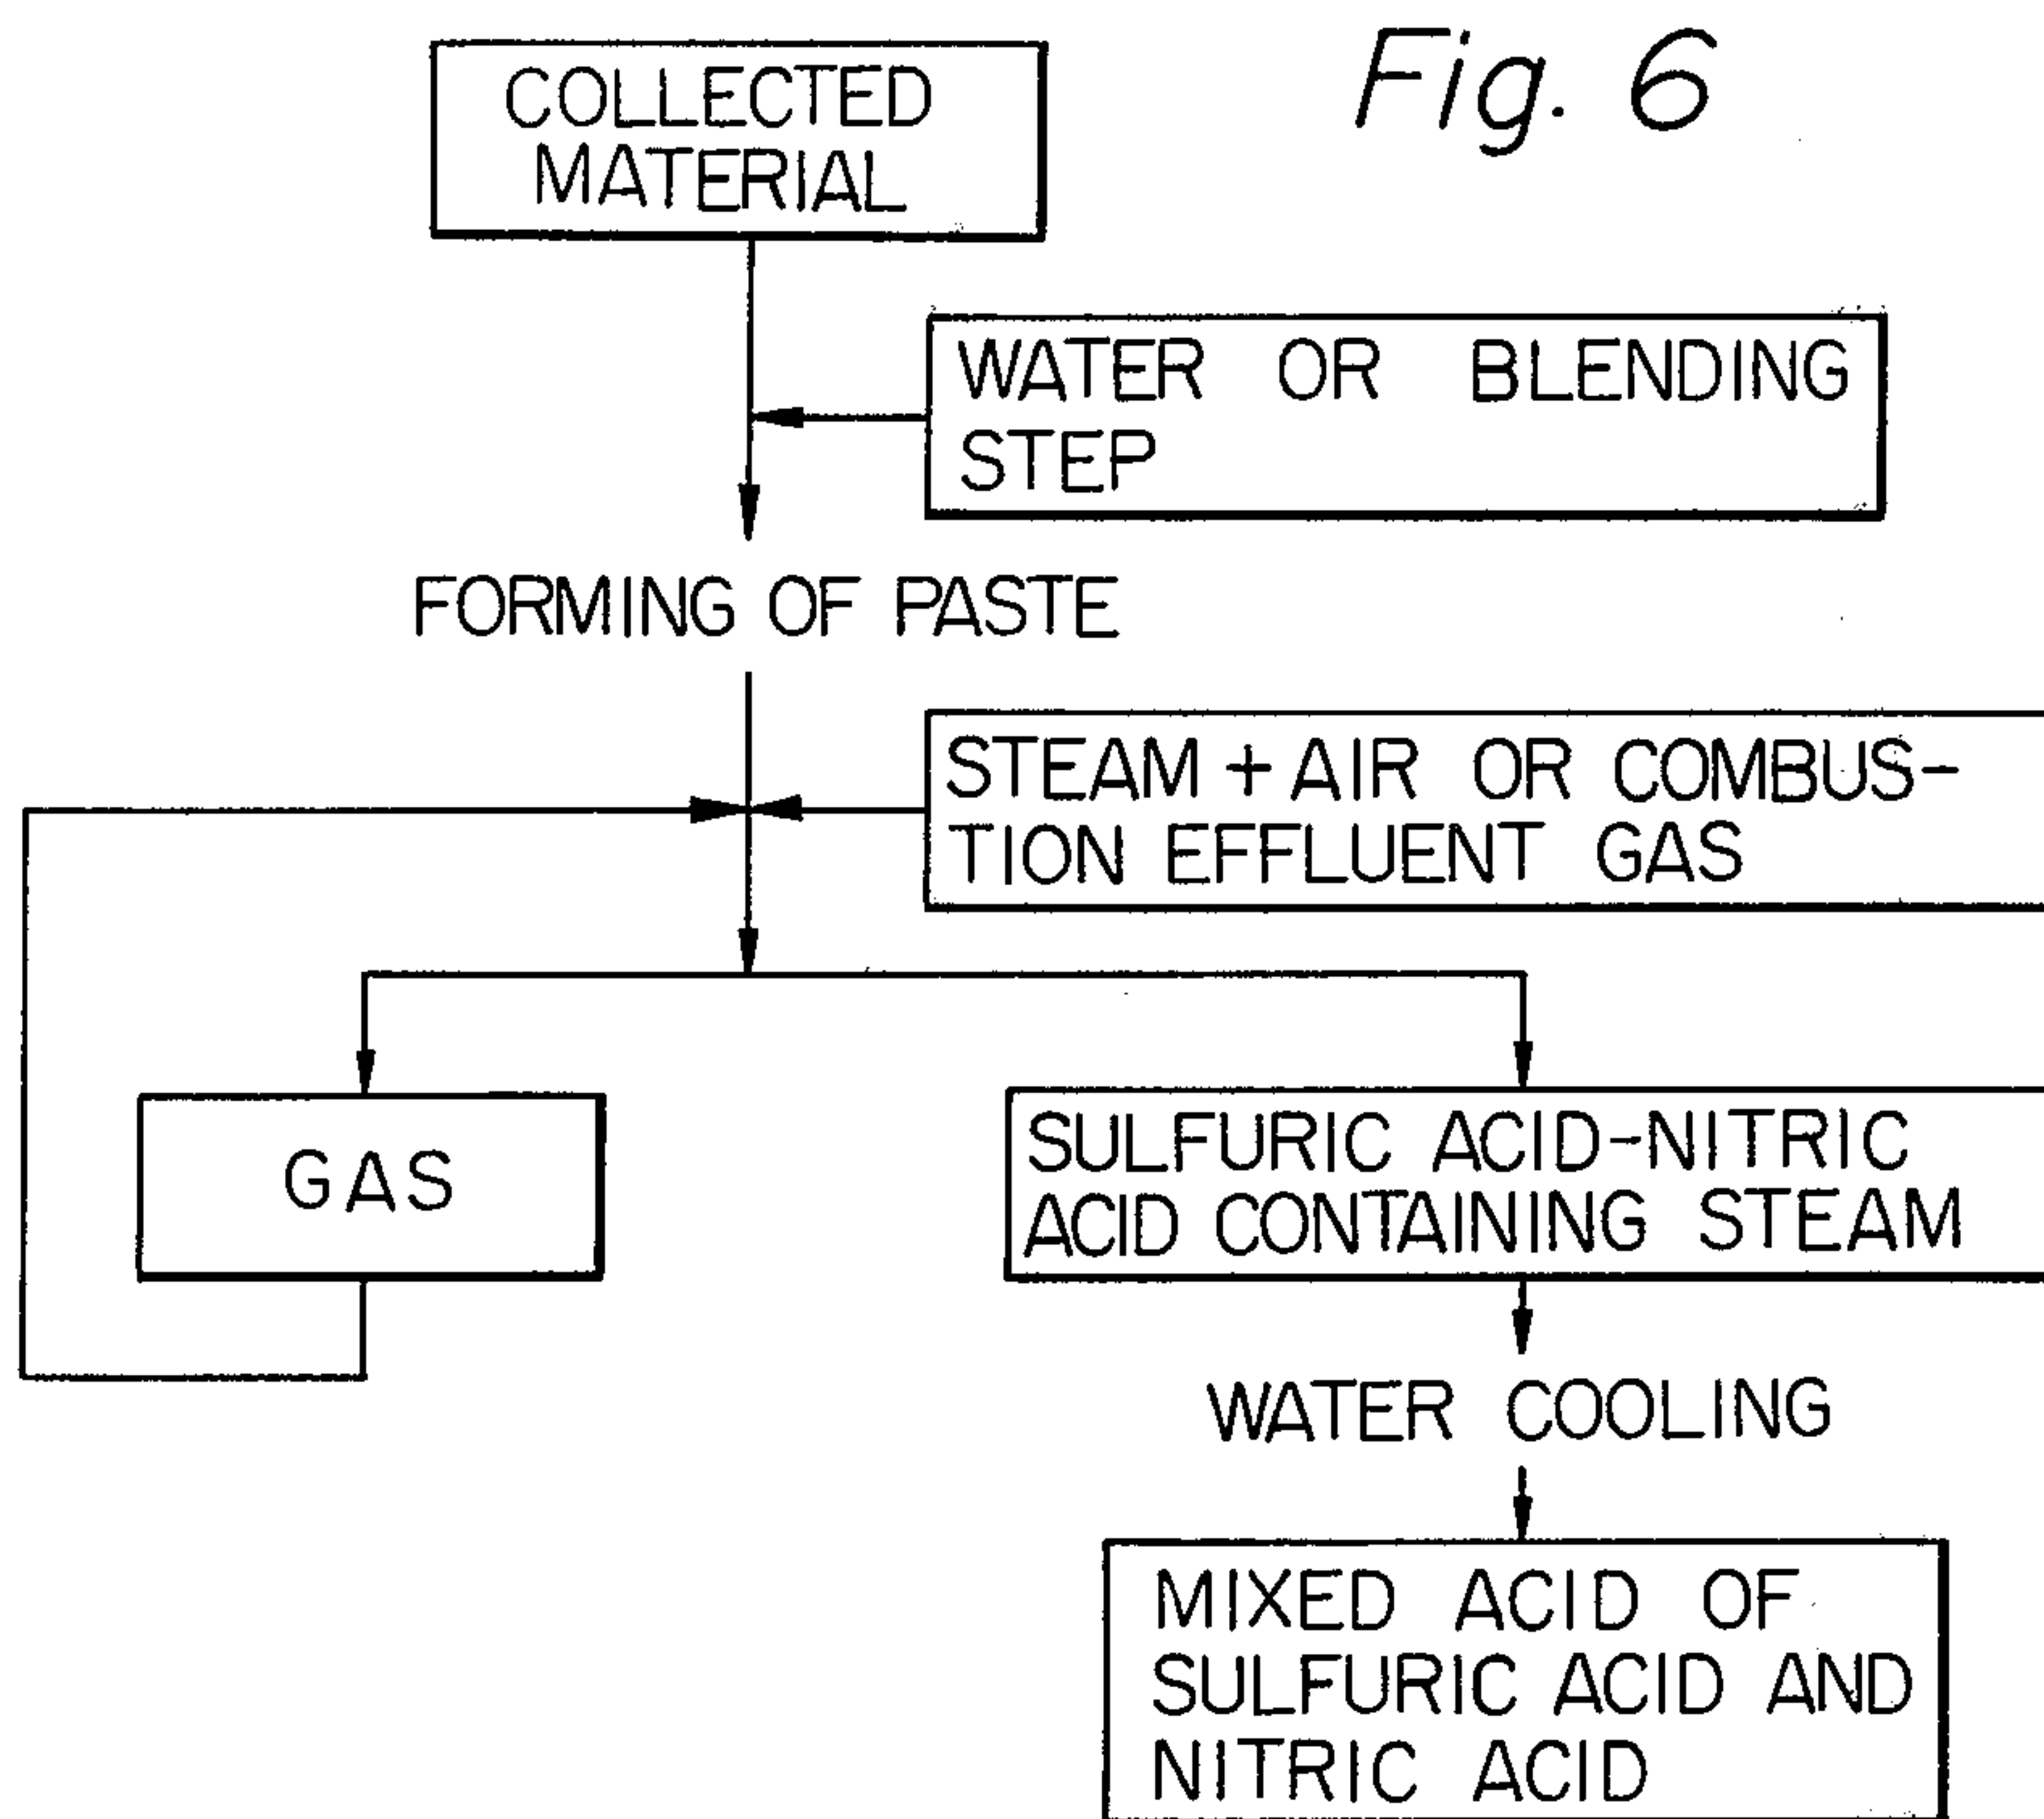 Fig. 6
COLLECTED
MATERIAL
WATER OR BLENDING
STEP
FORMING OF PASTE
STEAM + AIR OR COMBUS-
TION EFFLUENT GAS
GAS
SULFURIC ACID-NITRIC
ACID CONTAINING STEAM
WATER COOLING
MIXED ACID OF
SULFURIC ACID AND
NITRIC ACID